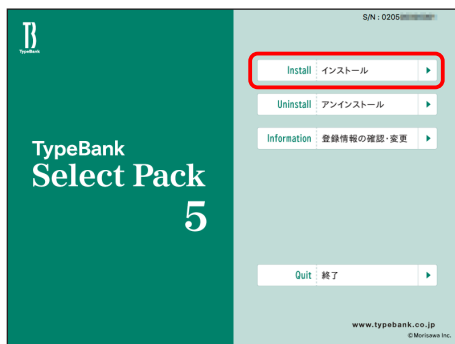 S/N : 0205
TB
TypeBank
Install インストール
Uninstall アンインストール
Information 登録情報の確認・変更
TypeBank
Select Pack
5
Quit 終了
www.typebank.co.jp
©Morisawa Inc.